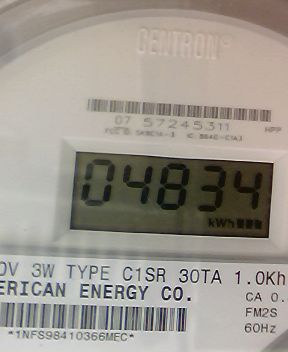 CENTRON®
07 57245311
HPP
04834
kWh
0V 3W TYPE C1SR 30TA 1.0Kh
ERICAN ENERGY CO.
CA 0.
FM2S
*1NFS98410366MEC*
60Hz